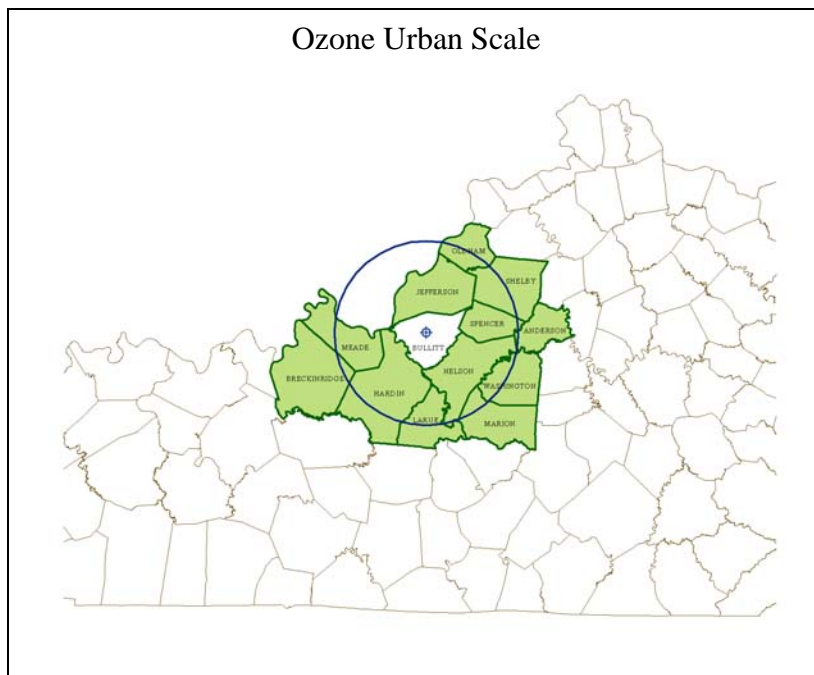 Ozone Urban Scale
OLDHAM
SHELBY
JEFFERSON
SPENCER
ANDERSON
BULLITT
MEADE
NELSON
BRECKINRIDGE
WASHINGTON
HARDIN
LARUE
MARION